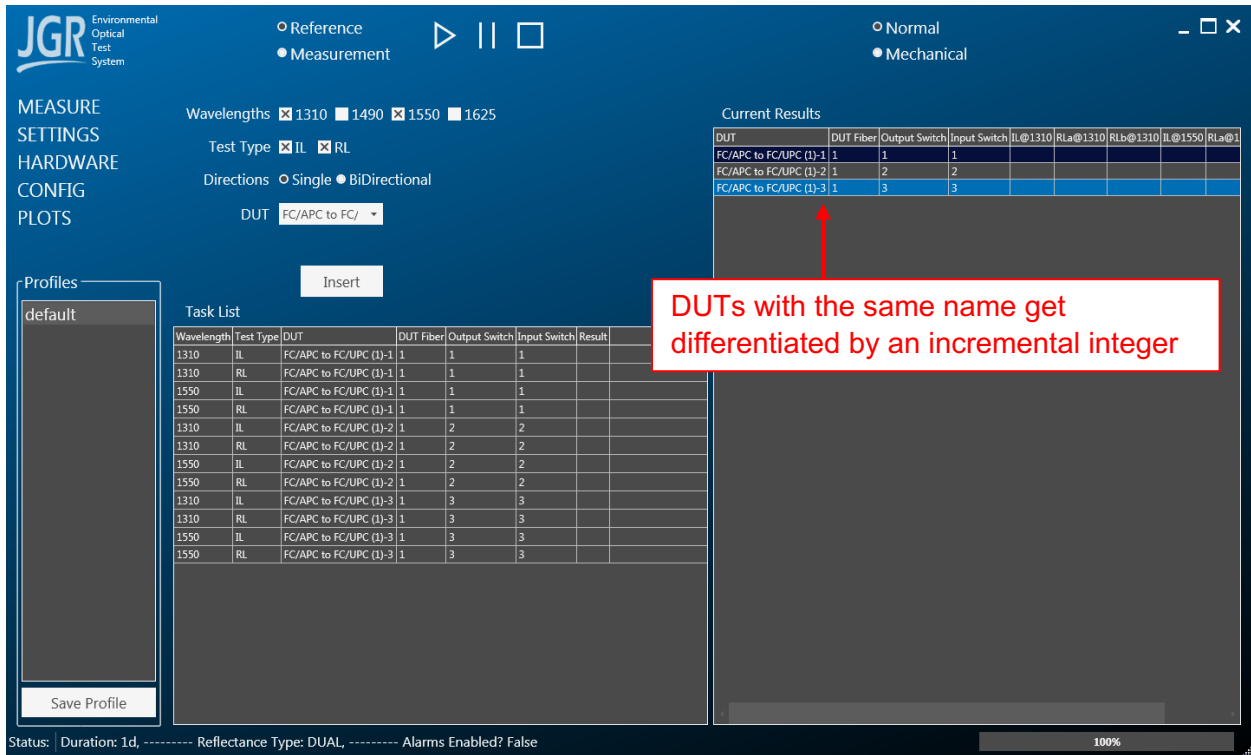 JGR Environmental
Optical
Test
System
Reference
Measurement
Normal
Mechanical
MEASURE
SETTINGS
HARDWARE
CONFIG
PLOTS
Wavelengths 1310 1490 1550 1625
Test Type IL RL
Directions Single BiDirectional
DUT FC/APC to FC/
Insert
Profiles
default
Save Profile
Task List
Wavelength Test Type DUT DUT Fiber Output Switch Input Switch Result
1310 IL FC/APC to FC/UPC (1)-1 1 1 1
1310 RL FC/APC to FC/UPC (1)-1 1 1 1
1550 IL FC/APC to FC/UPC (1)-1 1 1 1
1550 RL FC/APC to FC/UPC (1)-1 1 1 1
1310 IL FC/APC to FC/UPC (1)-2 1 2 2
1310 RL FC/APC to FC/UPC (1)-2 1 2 2
1550 IL FC/APC to FC/UPC (1)-2 1 2 2
1550 RL FC/APC to FC/UPC (1)-2 1 2 2
1310 IL FC/APC to FC/UPC (1)-3 1 3 3
1310 RL FC/APC to FC/UPC (1)-3 1 3 3
1550 IL FC/APC to FC/UPC (1)-3 1 3 3
1550 RL FC/APC to FC/UPC (1)-3 1 3 3
Current Results
DUT DUT Fiber Output Switch Input Switch IL@1310 RLa@1310 RLb@1310 IL@1550 RLa@1
FC/APC to FC/UPC (1)-1 1 1 1
FC/APC to FC/UPC (1)-2 1 2 2
FC/APC to FC/UPC (1)-3 1 3 3
DUTs with the same name get
differentiated by an incremental integer
Status: Duration: 1d, --------- Reflectance Type: DUAL, --------- Alarms Enabled? False
100%